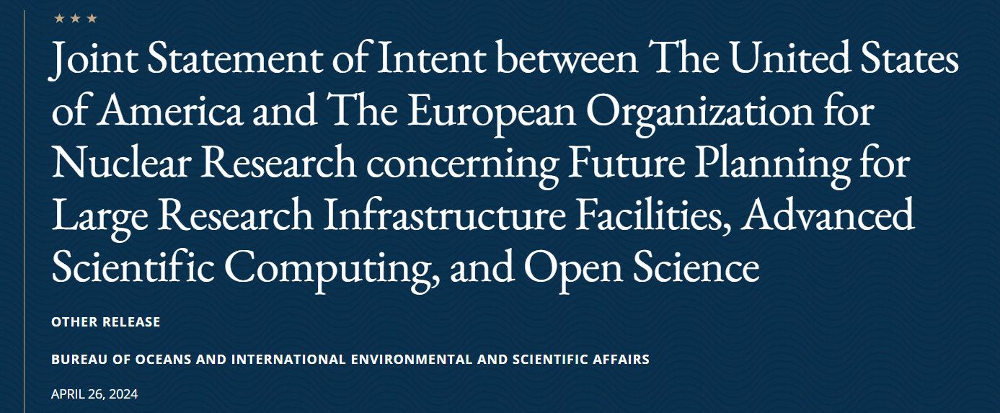 Joint Statement of Intent between The United States
of America and The European Organization for
Nuclear Research concerning Future Planning for
Large Research Infrastructure Facilities, Advanced
Scientific Computing, and Open Science
OTHER RELEASE
BUREAU OF OCEANS AND INTERNATIONAL ENVIRONMENTAL AND SCIENTIFIC AFFAIRS
APRIL 26, 2024